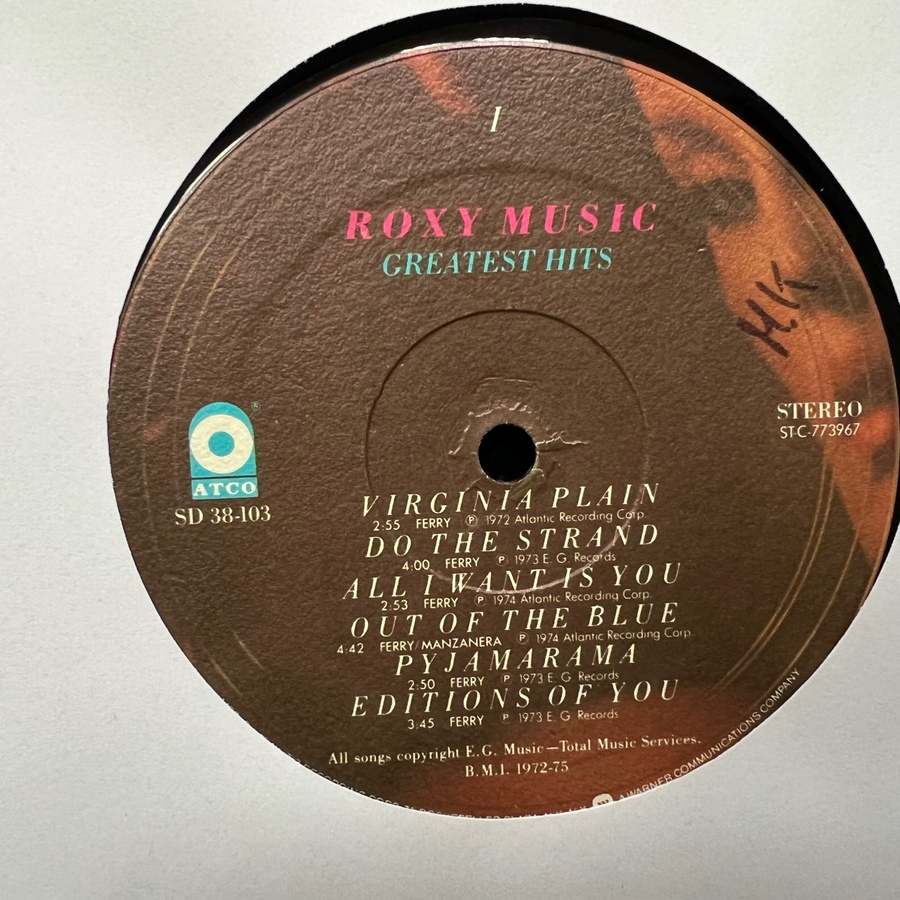 I
ROXY MUSIC
GREATEST HITS
M.K
STEREO
ST-C-773967
®
ATCO
SD 38-103
VIRGINIA PLAIN
2:55 FERRY Ⓟ 1972 Atlantic Recording Corp.
DO THE STRAND
4:00 FERRY Ⓟ 1973 E. G. Records
ALL I WANT IS YOU
2:53 FERRY Ⓟ 1974 Atlantic Recording Corp.
OUT OF THE BLUE
4:42 FERRY/MANZANERA Ⓟ 1974 Atlantic Recording Corp.
PYJAMARAMA
2:50 FERRY Ⓟ 1973 E. G. Records
EDITIONS OF YOU
3:45 FERRY Ⓟ 1973 E. G. Records
All songs copyright E.G. Music—Total Music Services.
B.M.I. 1972-75
A WARNER COMMUNICATIONS COMPANY